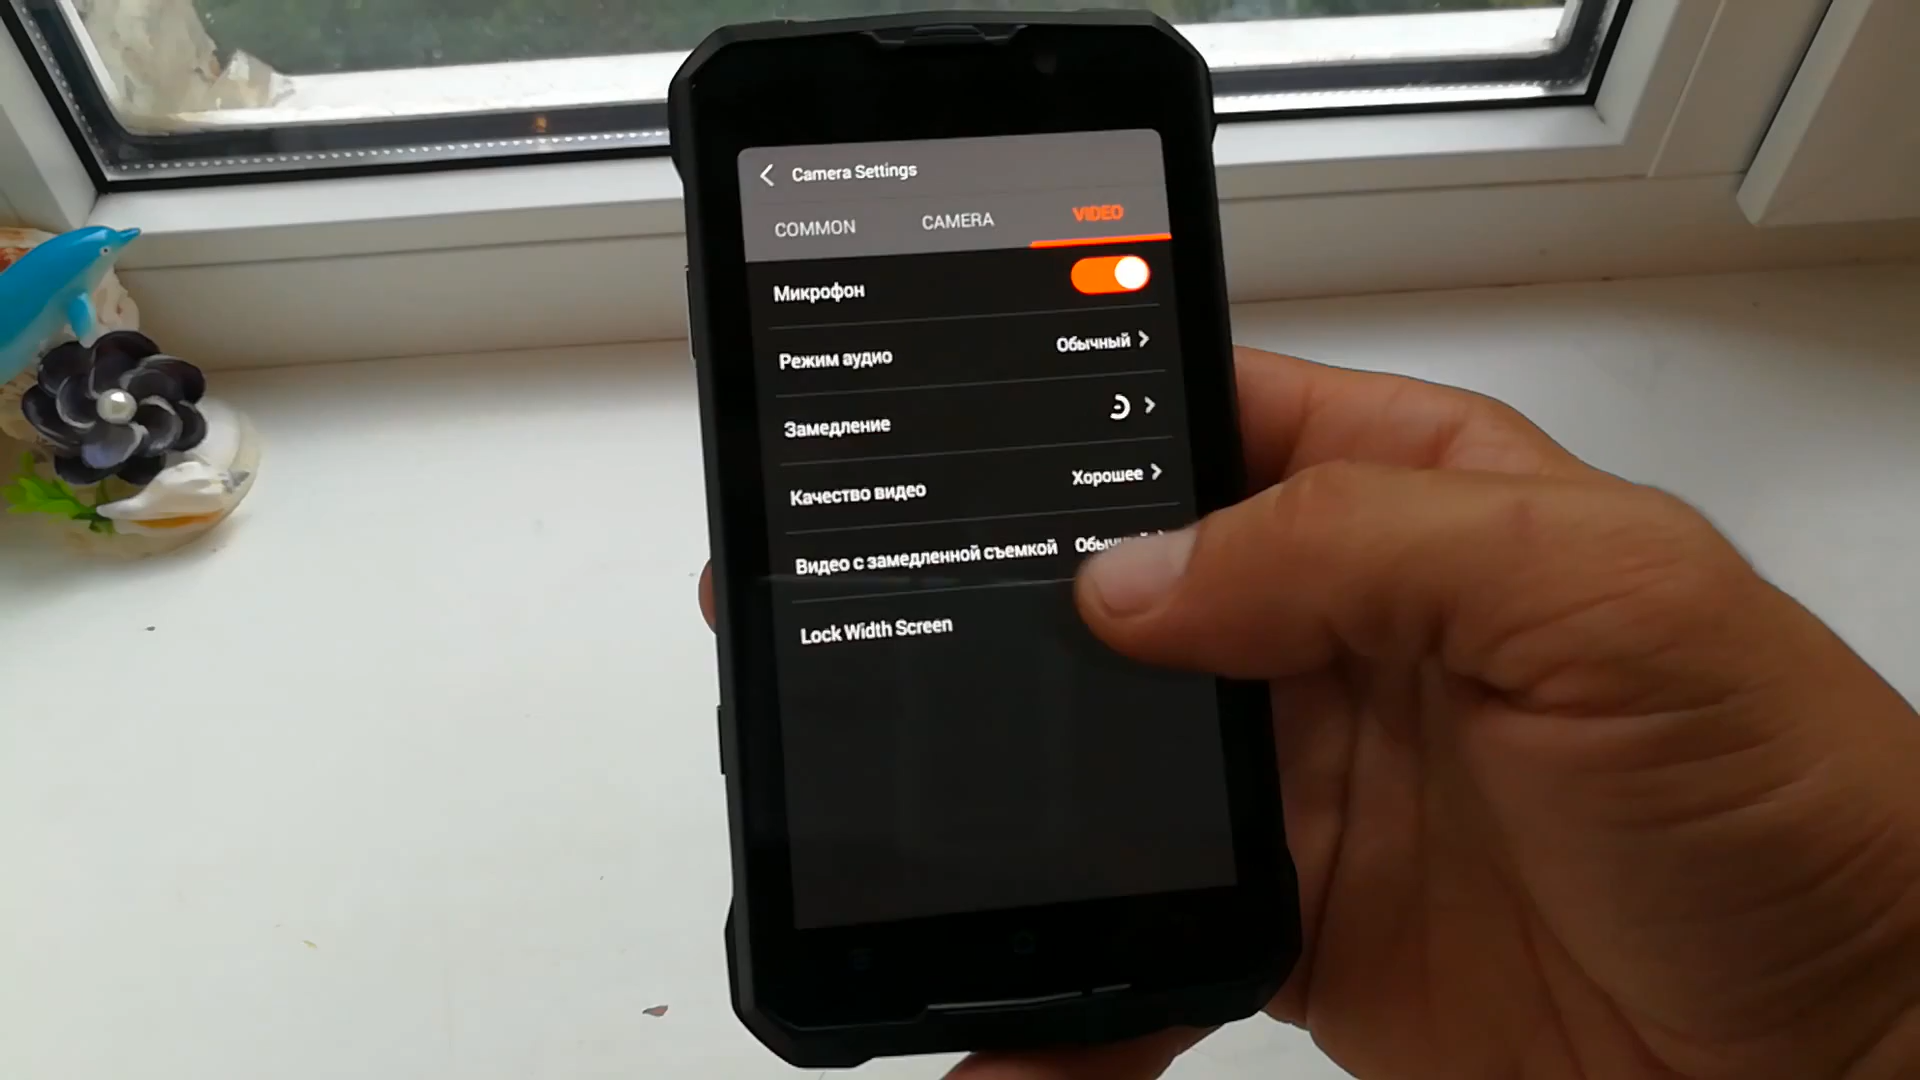 Camera Settings
COMMON CAMERA VIDEO
Микрофон
Режим аудио Обычный
Замедление
Качество видео Хорошее
Видео с замедленной съемкой
Lock Width Screen